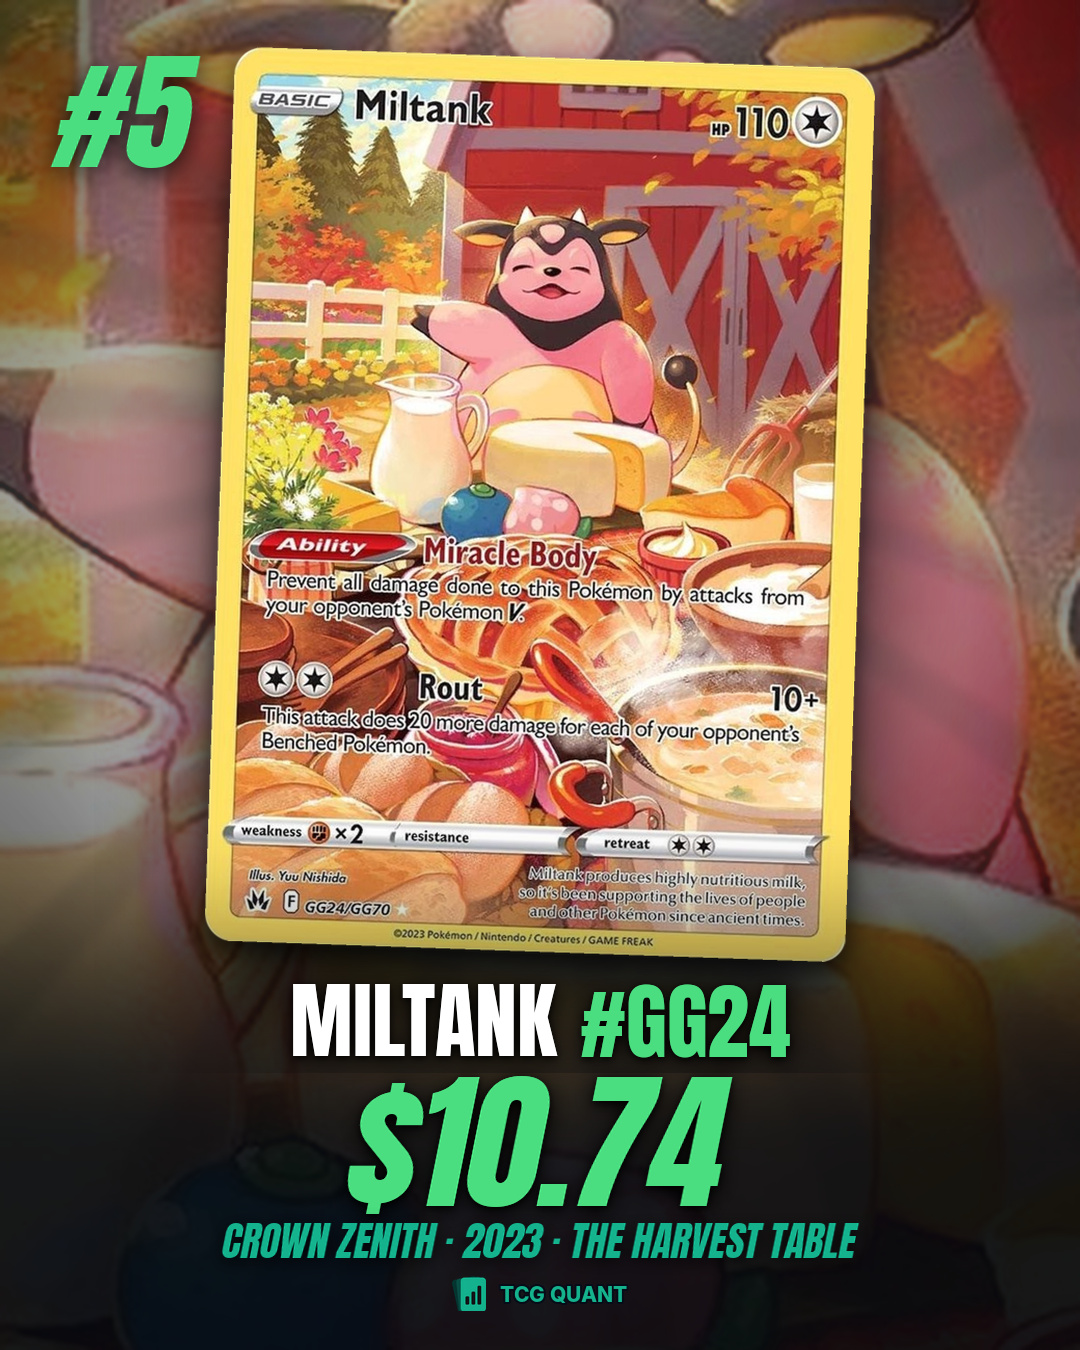 #5
BASIC Miltank HP 110
Ability Miracle Body
Prevent all damage done to this Pokémon by attacks from
your opponent's Pokémon V.
Rout 10+
This attack does 20 more damage for each of your opponent's
Benched Pokémon.
weakness ×2 resistance retreat
Illus. Yuu Nishida
Miltank produces highly nutritious milk,
so it's been supporting the lives of people
and other Pokémon since ancient times.
F GG24/GG70
©2023 Pokémon / Nintendo / Creatures / GAME FREAK
MILTANK #GG24
$10.74
CROWN ZENITH · 2023 · THE HARVEST TABLE
TCG QUANT